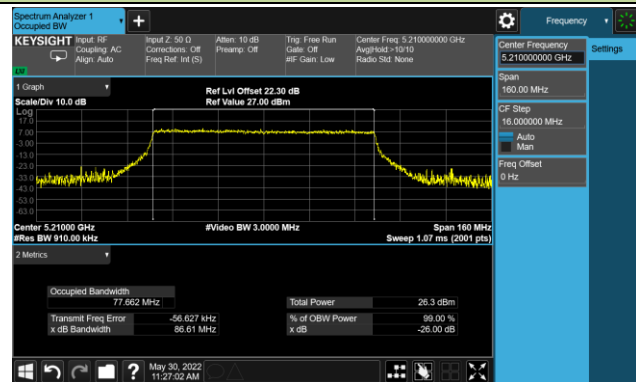 Spectrum Analyzer 1
Occupied BW
Frequency
KEYSIGHT
Input: RF
Coupling: AC
Align: Auto
Input Z: 50 Ω
Corrections: Off
Freq Ref: Int (S)
Atten: 10 dB
Preamp: Off
Trig: Free Run
Gate: Off
#IF Gain: Low
Center Freq: 5.210000000 GHz
Avg|Hold:>10/10
Radio Std: None
Center Frequency
5.210000000 GHz
Settings
Span
160.00 MHz
CF Step
16.000000 MHz
Auto
Man
Freq Offset
0 Hz
1 Graph
Scale/Div 10.0 dB
Ref Lvl Offset 22.30 dB
Ref Value 27.00 dBm
Log
17.0
7.00
-3.00
-13.0
-23.0
-33.0
-43.0
-53.0
-63.0
Center 5.21000 GHz
#Res BW 910.00 kHz
#Video BW 3.0000 MHz
Span 160 MHz
Sweep 1.07 ms (2001 pts)
2 Metrics
Occupied Bandwidth
77.662 MHz
Total Power 26.3 dBm
Transmit Freq Error -56.627 kHz
% of OBW Power 99.00 %
x dB Bandwidth 86.61 MHz
x dB -26.00 dB
May 30, 2022
11:27:02 AM